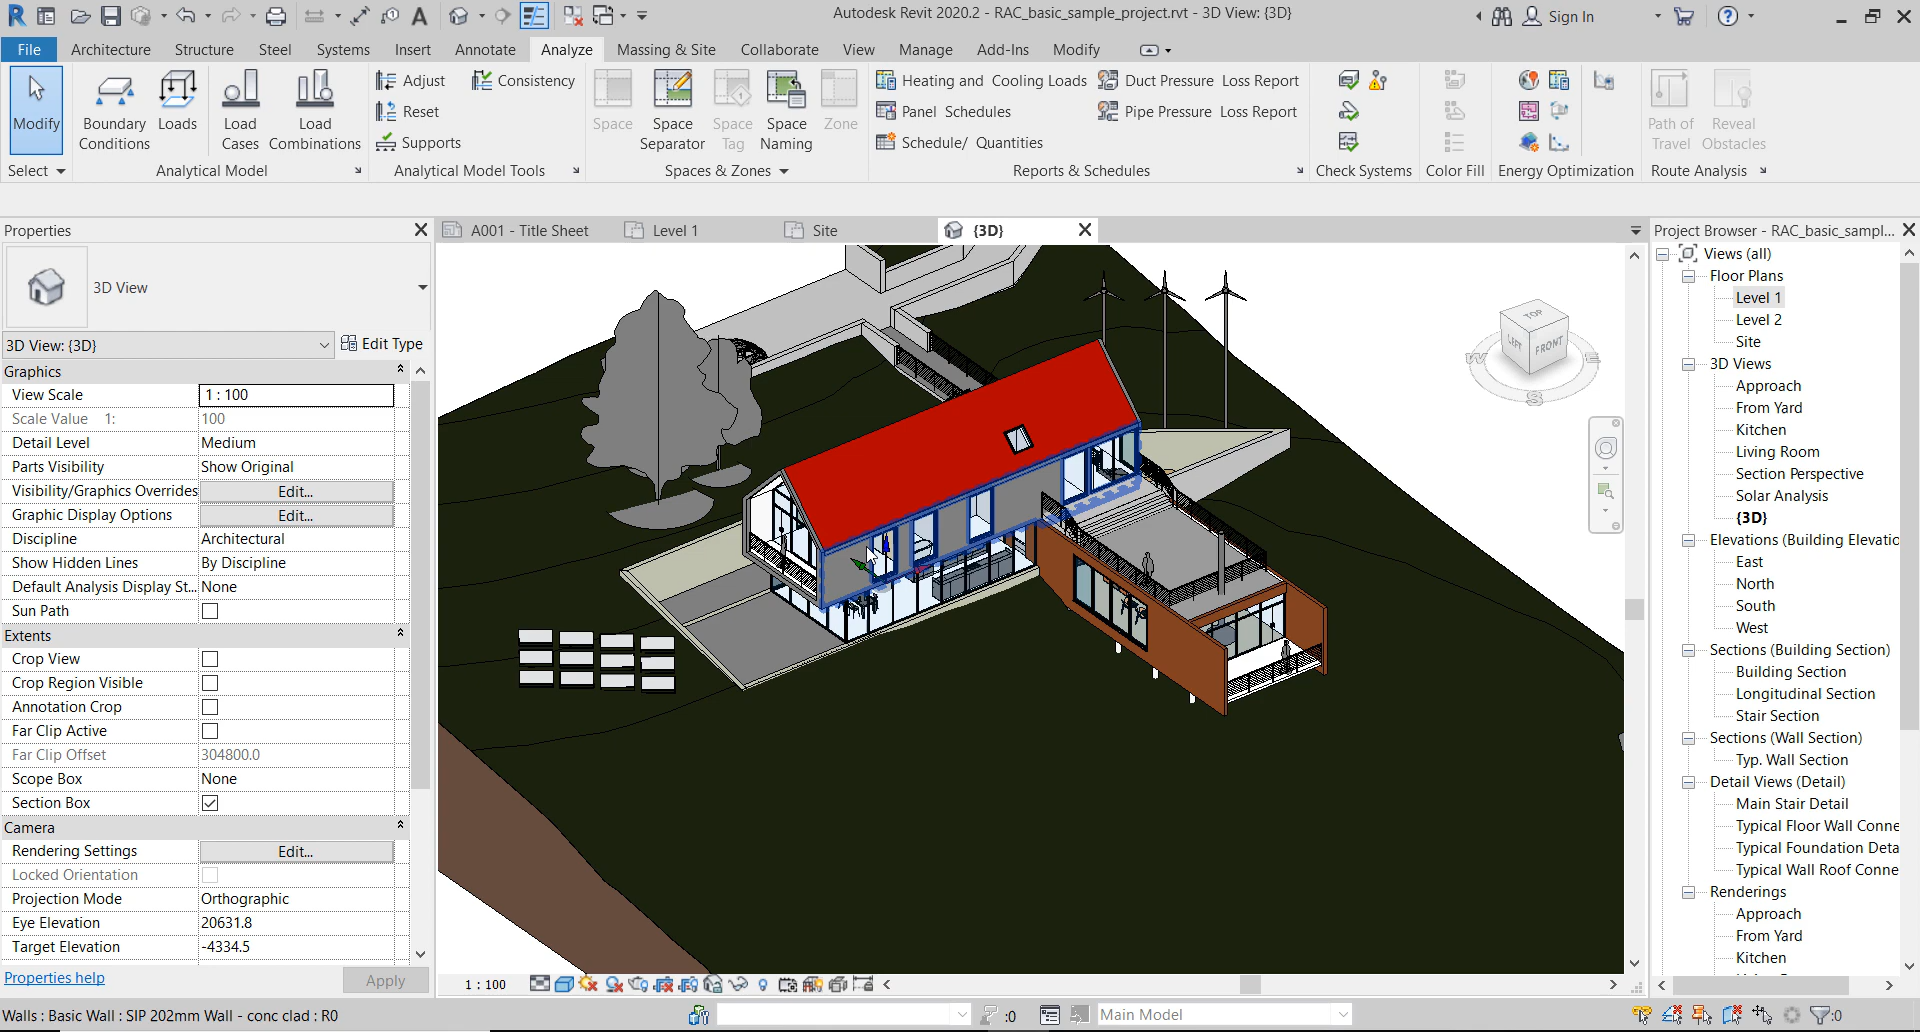 Autodesk Revit 2020.2 - RAC_basic_sample_project.rvt - 3D View: {3D}
Sign In
File Architecture Structure Steel Systems Insert Annotate Analyze Massing & Site Collaborate View Manage Add-Ins Modify
Modify
Boundary Conditions
Loads
Load Cases
Load Combinations
Adjust
Reset
Supports
Consistency
Space
Space Separator
Space Tag
Space Naming
Zone
Heating and Cooling Loads
Panel Schedules
Schedule/ Quantities
Duct Pressure Loss Report
Pipe Pressure Loss Report
Path of Travel
Reveal Obstacles
Select
Analytical Model
Analytical Model Tools
Spaces & Zones
Reports & Schedules
Check Systems
Color Fill
Energy Optimization
Route Analysis
Properties
3D View
3D View: {3D}
Edit Type
Graphics
View Scale 1 : 100
Scale Value 1: 100
Detail Level Medium
Parts Visibility Show Original
Visibility/Graphics Overrides Edit...
Graphic Display Options Edit...
Discipline Architectural
Show Hidden Lines By Discipline
Default Analysis Display St... None
Sun Path
Extents
Crop View
Crop Region Visible
Annotation Crop
Far Clip Active
Far Clip Offset 304800.0
Scope Box None
Section Box
Camera
Rendering Settings Edit...
Locked Orientation
Projection Mode Orthographic
Eye Elevation 20631.8
Target Elevation -4334.5
Properties help
Apply
A001 - Title Sheet
Level 1
Site
{3D}
TOP
LEFT
FRONT
W
E
S
1 : 100
Project Browser - RAC_basic_sampl...
Views (all)
Floor Plans
Level 1
Level 2
Site
3D Views
Approach
From Yard
Kitchen
Living Room
Section Perspective
Solar Analysis
{3D}
Elevations (Building Elevatio
East
North
South
West
Sections (Building Section)
Building Section
Longitudinal Section
Stair Section
Sections (Wall Section)
Typ. Wall Section
Detail Views (Detail)
Main Stair Detail
Typical Floor Wall Conne
Typical Foundation Deta
Typical Wall Roof Conne
Renderings
Approach
From Yard
Kitchen
Walls : Basic Wall : SIP 202mm Wall - conc clad : R0
:0
Main Model
:0